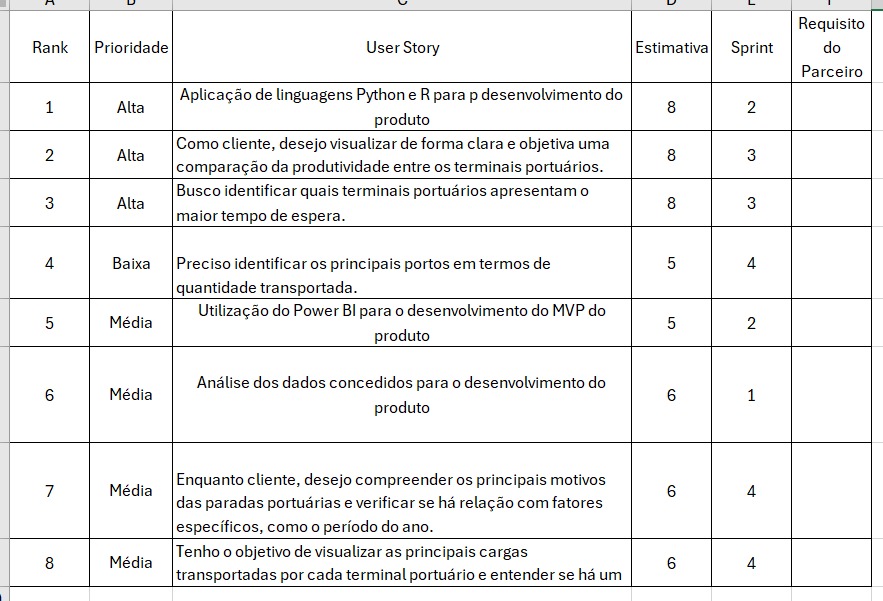 A B C D E F
Rank Prioridade User Story Estimativa Sprint Requisito
do
Parceiro
1 Alta Aplicação de linguagens Python e R para p desenvolvimento do
produto 8 2
2 Alta Como cliente, desejo visualizar de forma clara e objetiva uma
comparação da produtividade entre os terminais portuários. 8 3
3 Alta Busco identificar quais terminais portuários apresentam o
maior tempo de espera. 8 3
4 Baixa Preciso identificar os principais portos em termos de
quantidade transportada. 5 4
5 Média Utilização do Power BI para o desenvolvimento do MVP do
produto 5 2
6 Média Análise dos dados concedidos para o desenvolvimento do
produto 6 1
7 Média Enquanto cliente, desejo compreender os principais motivos
das paradas portuárias e verificar se há relação com fatores
específicos, como o período do ano. 6 4
8 Média Tenho o objetivo de visualizar as principais cargas
transportadas por cada terminal portuário e entender se há um 6 4